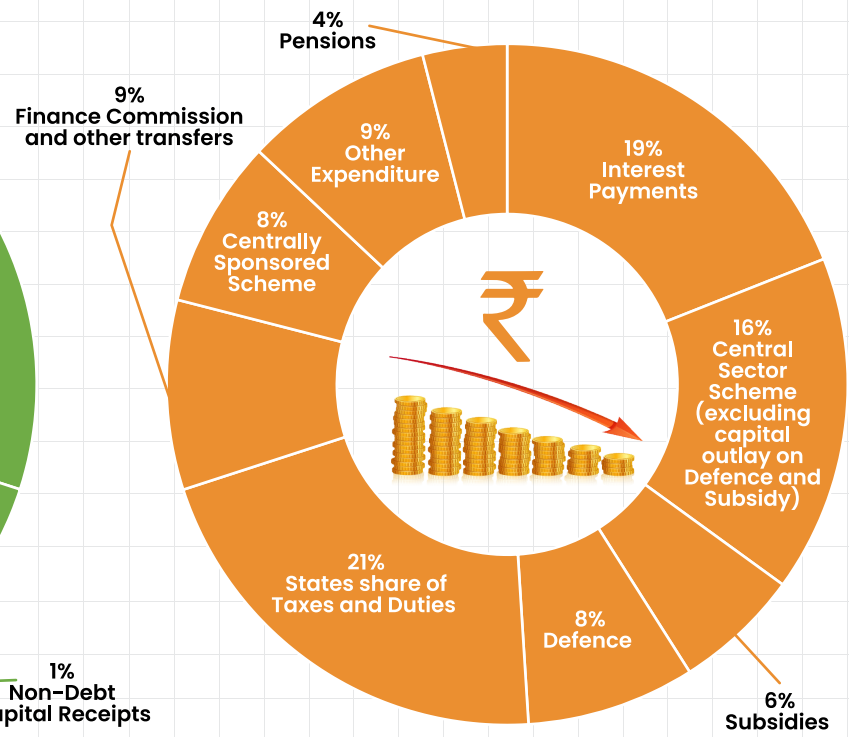 4%
Pensions
9%
Finance Commission
and other transfers
9%
Other
Expenditure
19%
Interest
Payments
8%
Centrally
Sponsored
Scheme
₹
16%
Central
Sector
Scheme
(excluding
capital
outlay on
Defence and
Subsidy)
21%
States share of
Taxes and Duties
8%
Defence
6%
Subsidies
1%
Non-Debt
apital Receipts